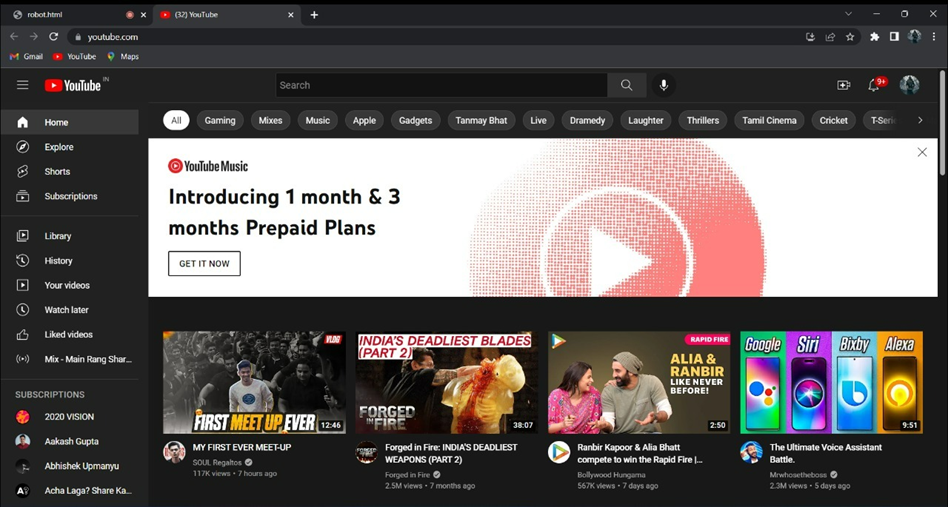 robot.html
(32) YouTube
youtube.com
Gmail
YouTube
Maps
YouTube IN
Search
9+
All
Gaming
Mixes
Music
Apple
Gadgets
Tanmay Bhat
Live
Dramedy
Laughter
Thrillers
Tamil Cinema
Cricket
T-Seri
Home
Explore
Shorts
Subscriptions
Library
History
Your videos
Watch later
Liked videos
Mix - Main Rang Shar...
SUBSCRIPTIONS
2020 VISION
Aakash Gupta
Abhishek Upmanyu
Acha Laga? Share Ka...
YouTube Music
Introducing 1 month & 3
months Prepaid Plans
GET IT NOW
VLOG
FIRST MEET UP EVER
12:46
MY FIRST EVER MEET-UP
SOUL Regaltos
117K views • 7 hours ago
INDIA'S DEADLIEST BLADES
(PART 2)
FORGED
IN FIRE
38:07
Forged in Fire: INDIA'S DEADLIEST
WEAPONS (PART 2)
Forged in Fire
2.5M views • 7 months ago
RAPID FIRE
ALIA &
RANBIR
LIKE NEVER
BEFORE!
2:50
Ranbir Kapoor & Alia Bhatt
compete to win the Rapid Fire |...
Bollywood Hungama
567K views • 7 days ago
Google
Siri
Bixby
Alexa
9:51
The Ultimate Voice Assistant
Battle.
Mrwhosetheboss
2.3M views • 5 days ago